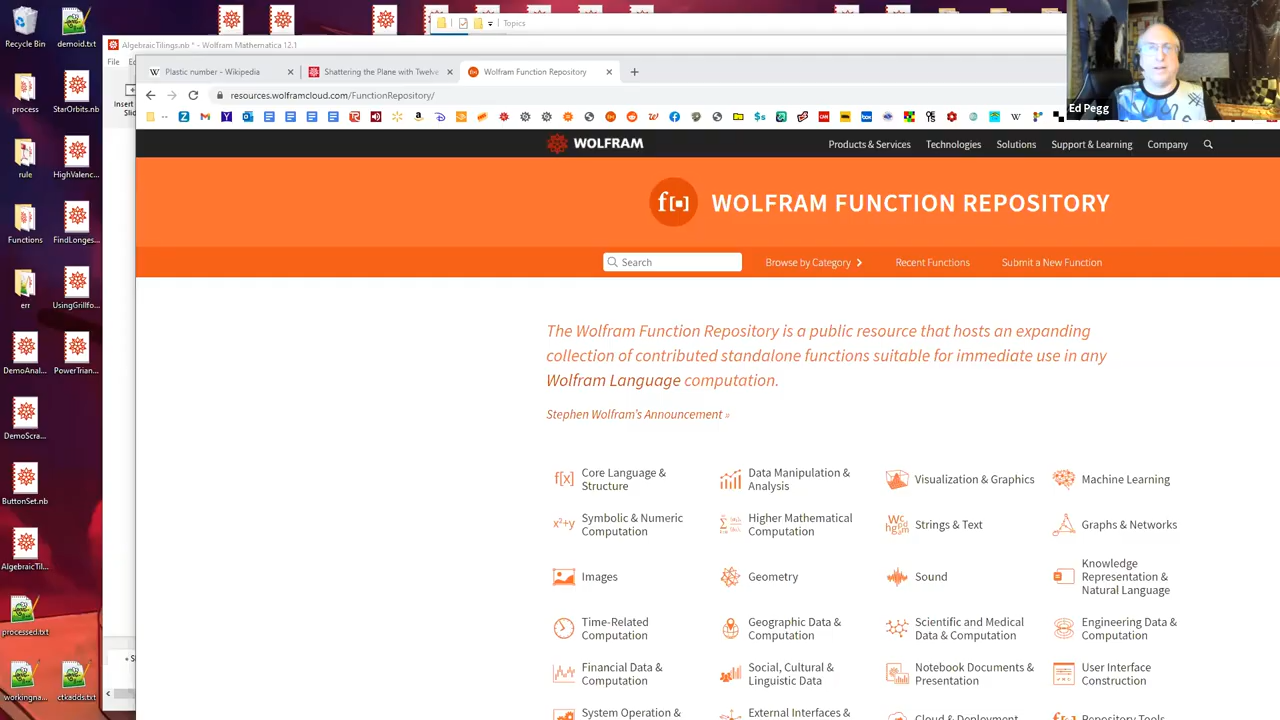 Recycle Bin
demoid.txt
process
StarOrbits.nb
rule
HighValenc...
Functions
FindLonges...
err
UsingGrillfo...
DemoAnal...
PowerTrian...
DemoScra...
ButtonSet.nb
AlgebraicTil...
processed.txt
workingna...
ctkadds.txt
Topics
AlgebraicTilings.nb * - Wolfram Mathematica 12.1
File
Insert
Plastic number - Wikipedia
Shattering the Plane with Twelve
Wolfram Function Repository
resources.wolframcloud.com/FunctionRepository/
Ed Pegg
WOLFRAM
Products & Services
Technologies
Solutions
Support & Learning
Company
f[■]
WOLFRAM FUNCTION REPOSITORY
Search
Browse by Category
Recent Functions
Submit a New Function
The Wolfram Function Repository is a public resource that hosts an expanding
collection of contributed standalone functions suitable for immediate use in any
Wolfram Language computation.
Stephen Wolfram's Announcement »
f[x] Core Language &
Structure
Data Manipulation &
Analysis
Visualization & Graphics
Machine Learning
x²+y Symbolic & Numeric
Computation
Higher Mathematical
Computation
Strings & Text
Graphs & Networks
Images
Geometry
Sound
Knowledge
Representation &
Natural Language
Time-Related
Computation
Geographic Data &
Computation
Scientific and Medical
Data & Computation
Engineering Data &
Computation
Financial Data &
Computation
Social, Cultural &
Linguistic Data
Notebook Documents &
Presentation
User Interface
Construction
System Operation &
External Interfaces &
Cloud & Deployment
Repository Tools